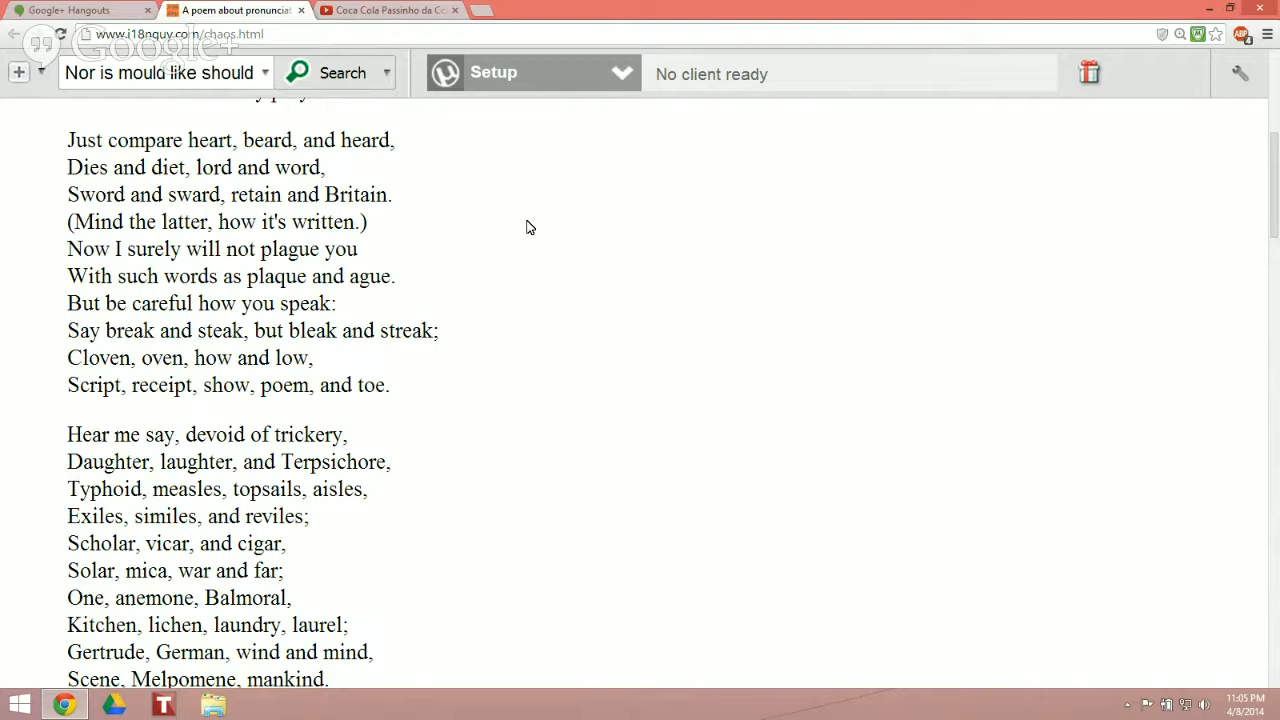 Google+ Hangouts
A poem about pronunciat
Coca Cola Passinho da Co
www.i18nguy.com/chaos.html
Google+
Nor is mould like should
Search
Setup
No client ready
Just compare heart, beard, and heard,
Dies and diet, lord and word,
Sword and sward, retain and Britain.
(Mind the latter, how it's written.)
Now I surely will not plague you
With such words as plaque and ague.
But be careful how you speak:
Say break and steak, but bleak and streak;
Cloven, oven, how and low,
Script, receipt, show, poem, and toe.
Hear me say, devoid of trickery,
Daughter, laughter, and Terpsichore,
Typhoid, measles, topsails, aisles,
Exiles, similes, and reviles;
Scholar, vicar, and cigar,
Solar, mica, war and far;
One, anemone, Balmoral,
Kitchen, lichen, laundry, laurel;
Gertrude, German, wind and mind,
Scene, Melpomene, mankind.
11:05 PM
4/8/2014